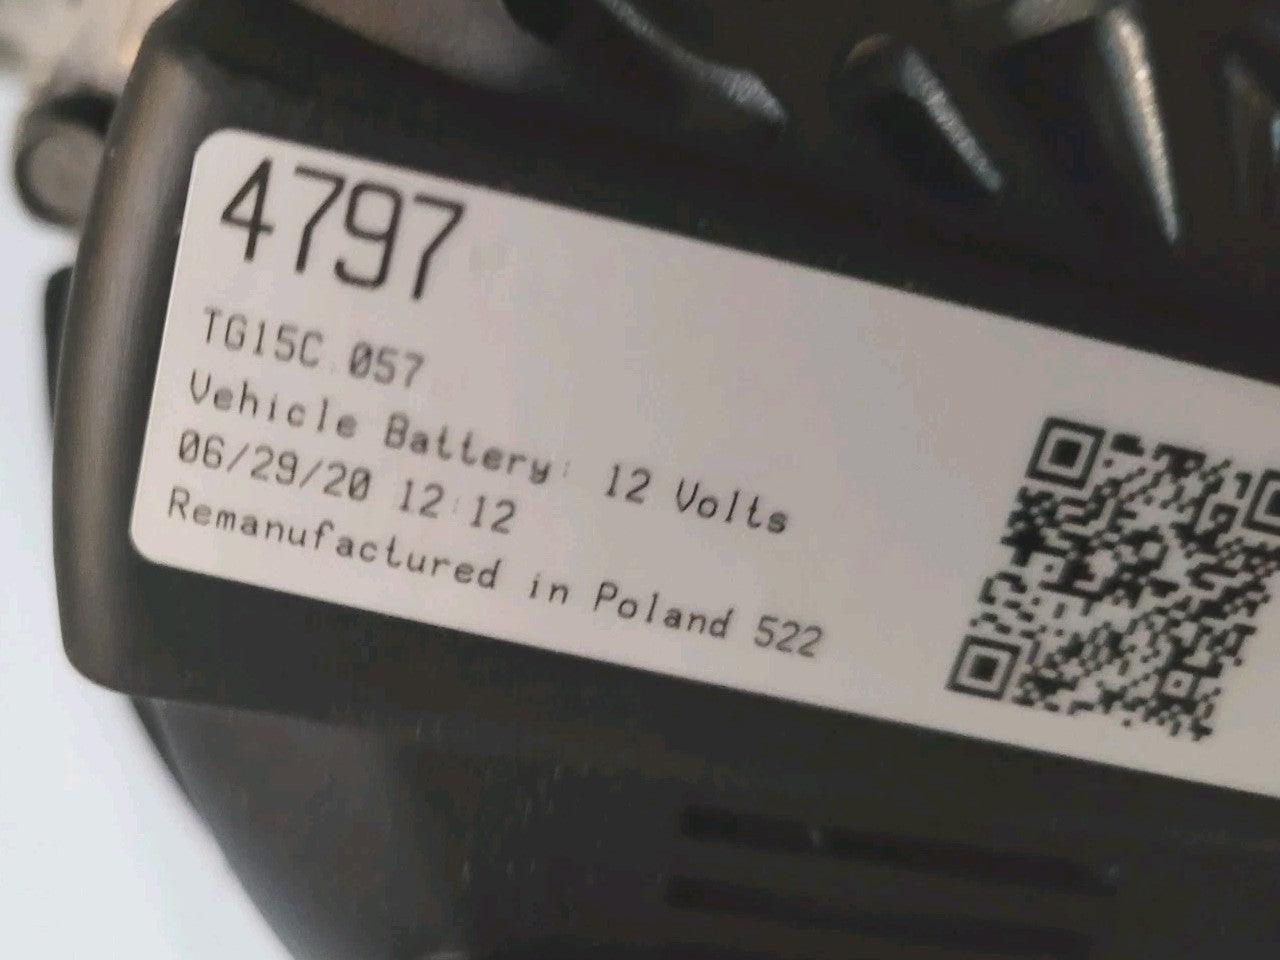 4797
TG15C 057
Vehicle Battery: 12 Volts
06/29/20 12:12
Remanufactured in Poland 522